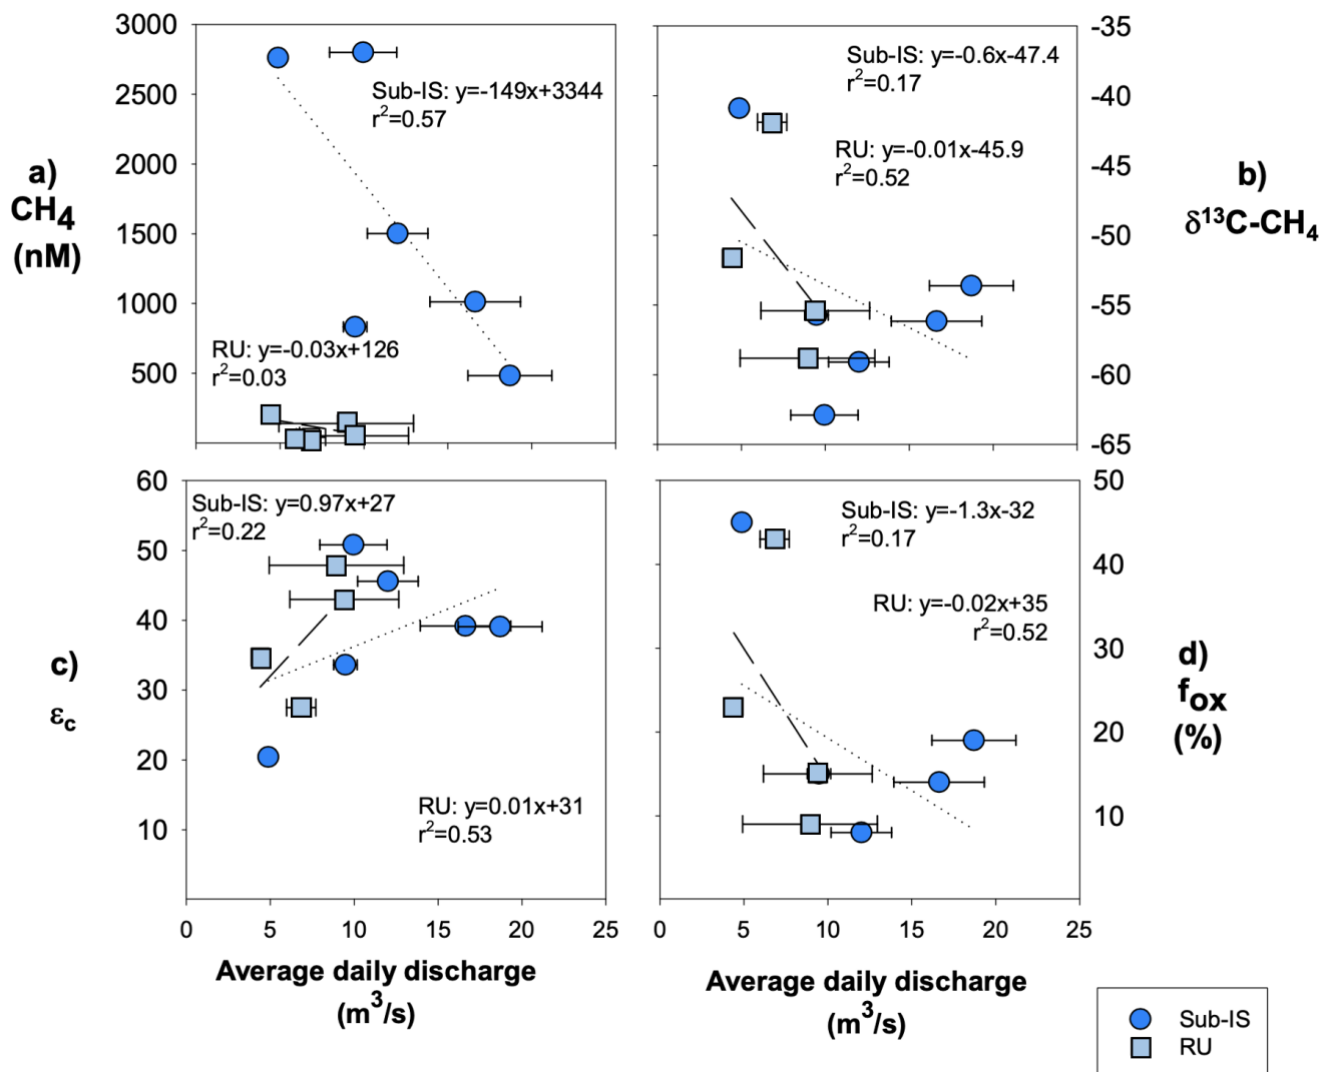 a)
CH4
(nM)
3000
2500
2000
1500
1000
500
Sub-IS: y=-149x+3344
r2=0.57
RU: y=-0.03x+126
r2=0.03
b)
δ13C-CH4
-35
-40
-45
-50
-55
-60
-65
Sub-IS: y=-0.6x-47.4
r2=0.17
RU: y=-0.01x-45.9
r2=0.52
c)
εc
60
50
40
30
20
10
Sub-IS: y=0.97x+27
r2=0.22
RU: y=0.01x+31
r2=0.53
0 5 10 15 20 25
Average daily discharge
(m3/s)
d)
fox
(%)
50
40
30
20
10
Sub-IS: y=-1.3x-32
r2=0.17
RU: y=-0.02x+35
r2=0.52
0 5 10 15 20 25
Average daily discharge
(m3/s)
Sub-IS
RU